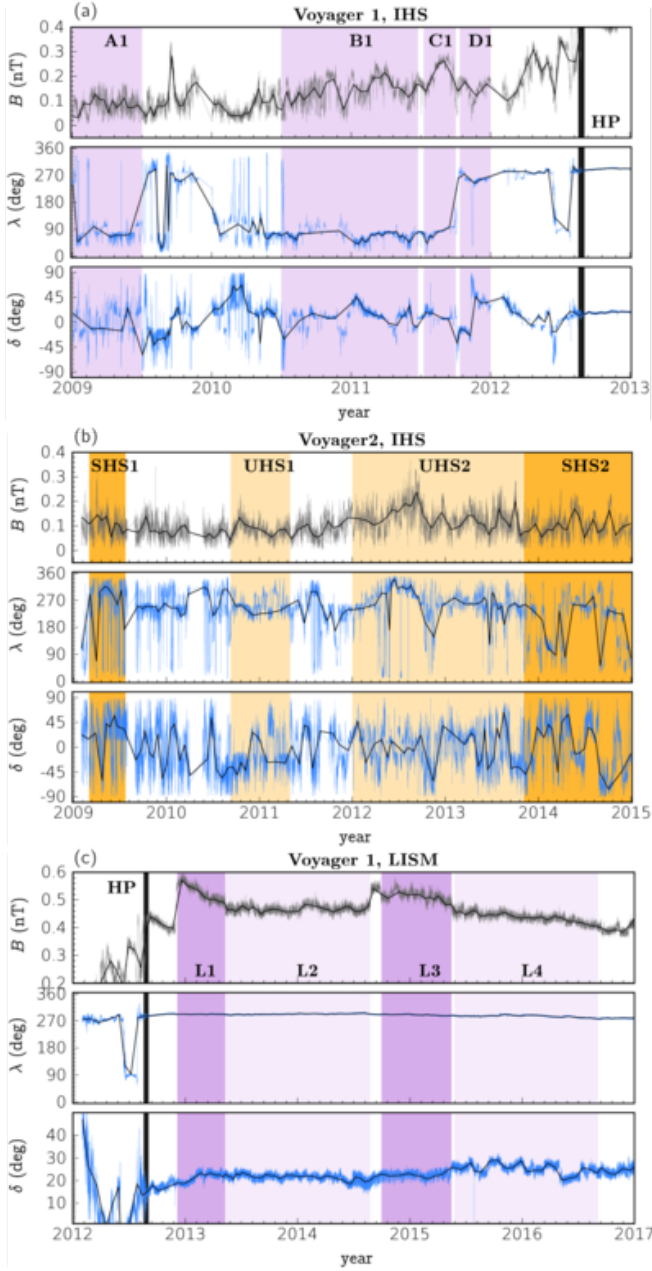 (a) Voyager 1, IHS
A1 B1 C1 D1
HP
B (nT)
0.4
0.3
0.2
0.1
0
λ (deg)
360
270
180
90
0
δ (deg)
90
45
0
-45
-90
2009 2010 2011 2012 2013
year
(b) Voyager2, IHS
SHS1 UHS1 UHS2 SHS2
B (nT)
0.4
0.3
0.2
0.1
0
λ (deg)
360
270
180
90
0
δ (deg)
90
45
0
-45
-90
2009 2010 2011 2012 2013 2014 2015
year
(c) Voyager 1, LISM
HP
B (nT)
0.6
0.5
0.4
0.3
0.2
L1 L2 L3 L4
λ (deg)
360
270
180
90
0
δ (deg)
40
30
20
10
2012 2013 2014 2015 2016 2017
year